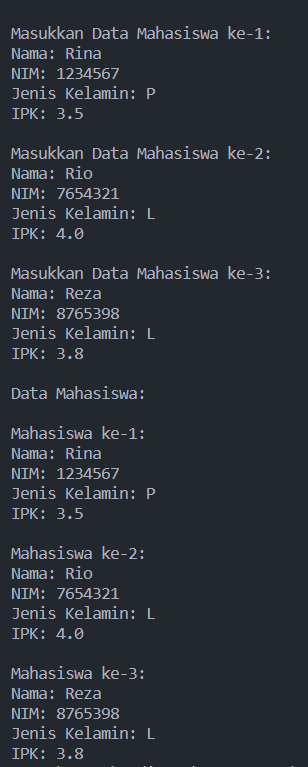 Masukkan Data Mahasiswa ke-1:
Nama: Rina
NIM: 1234567
Jenis Kelamin: P
IPK: 3.5
Masukkan Data Mahasiswa ke-2:
Nama: Rio
NIM: 7654321
Jenis Kelamin: L
IPK: 4.0
Masukkan Data Mahasiswa ke-3:
Nama: Reza
NIM: 8765398
Jenis Kelamin: L
IPK: 3.8
Data Mahasiswa:
Mahasiswa ke-1:
Nama: Rina
NIM: 1234567
Jenis Kelamin: P
IPK: 3.5
Mahasiswa ke-2:
Nama: Rio
NIM: 7654321
Jenis Kelamin: L
IPK: 4.0
Mahasiswa ke-3:
Nama: Reza
NIM: 8765398
Jenis Kelamin: L
IPK: 3.8